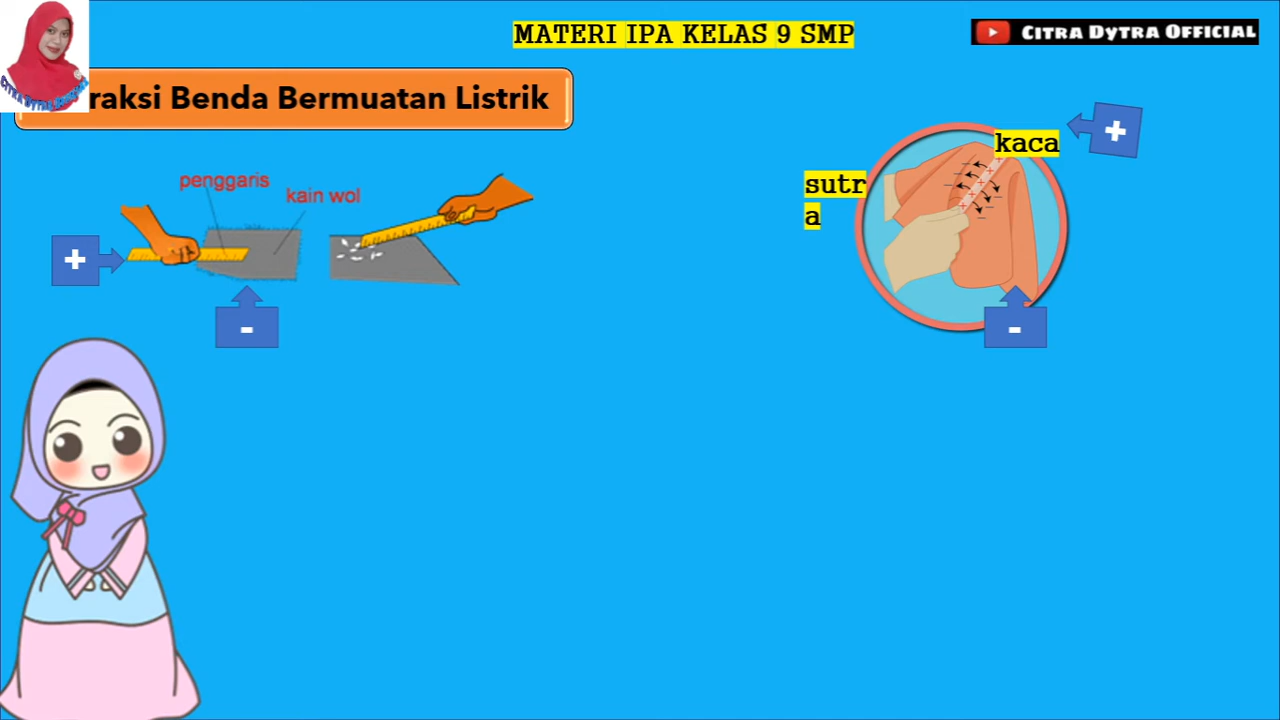 MATERI IPA KELAS 9 SMP
CITRA DYTRA OFFICIAL
raksi Benda Bermuatan Listrik
kaca
+
sutr
a
penggaris
kain wol
+
-
-